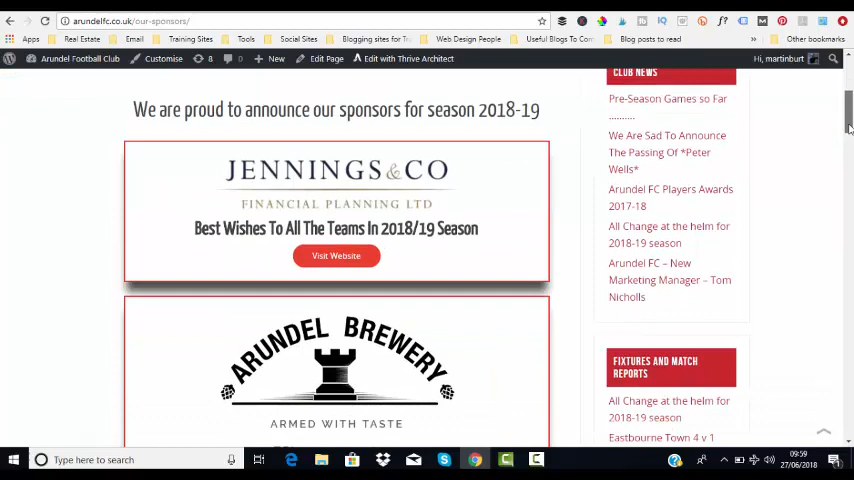 arundelfc.co.uk/our-sponsors/
Apps
Real Estate
Email
Training Sites
Tools
Social Sites
Blogging sites for T
Web Design People
Useful Blogs To Com
Blog posts to read
»
Other bookmarks
Arundel Football Club
Customise
8
0
New
Edit Page
Edit with Thrive Architect
Hi, martinburt
We are proud to announce our sponsors for season 2018-19
JENNINGS&CO
FINANCIAL PLANNING LTD
Best Wishes To All The Teams In 2018/19 Season
Visit Website
ARUNDEL BREWERY
ARMED WITH TASTE
CLUB NEWS
Pre-Season Games so Far
..........
We Are Sad To Announce
The Passing Of *Peter
Wells*
Arundel FC Players Awards
2017-18
All Change at the helm for
2018-19 season
Arundel FC – New
Marketing Manager – Tom
Nicholls
FIXTURES AND MATCH
REPORTS
All Change at the helm for
2018-19 season
Eastbourne Town 4 v 1
Type here to search
09:59
27/06/2018